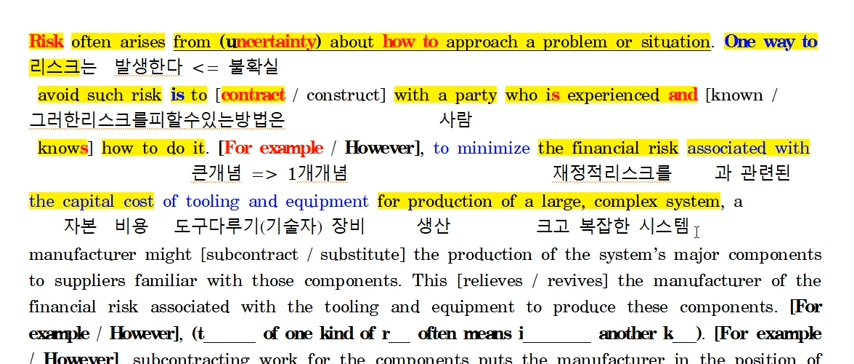 Risk often arises from (uncertainty) about how to approach a problem or situation. One way to
리스크는 발생한다 <= 불확실
avoid such risk is to [contract / construct] with a party who is experienced and [known /
그러한리스크를피할수있는방법은 사람
knows] how to do it. [For example / However], to minimize the financial risk associated with
큰개념 => 1개개념 재정적리스크를 과 관련된
the capital cost of tooling and equipment for production of a large, complex system, a
자본 비용 도구다루기(기술자) 장비 생산 크고 복잡한 시스템
manufacturer might [subcontract / substitute] the production of the system's major components
to suppliers familiar with those components. This [relieves / revives] the manufacturer of the
financial risk associated with the tooling and equipment to produce these components. [For
example / However], (t______ of one kind of r__ often means i________ another k__). [For example
/ However], subcontracting work for the components puts the manufacturer in the position of